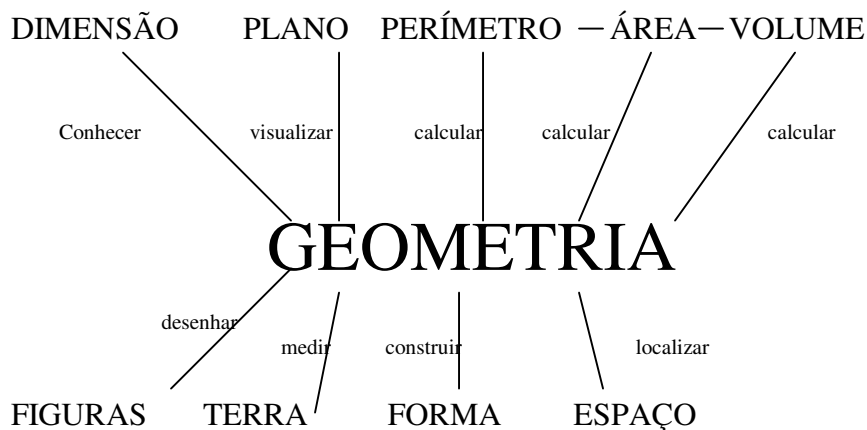 DIMENSÃO PLANO PERÍMETRO — ÁREA — VOLUME
Conhecer visualizar calcular calcular calcular
GEOMETRIA
desenhar
medir construir localizar
FIGURAS TERRA FORMA ESPAÇO